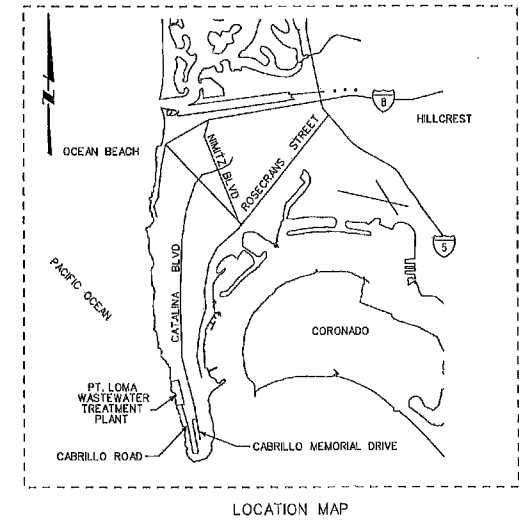 N
8
HILLCREST
OCEAN BEACH
NIMITZ BLVD
ROSECRANS STREET
5
PACIFIC OCEAN
CATALINA BLVD
CORONADO
PT. LOMA
WASTEWATER
TREATMENT
PLANT
CABRILLO MEMORIAL DRIVE
CABRILLO ROAD
LOCATION MAP